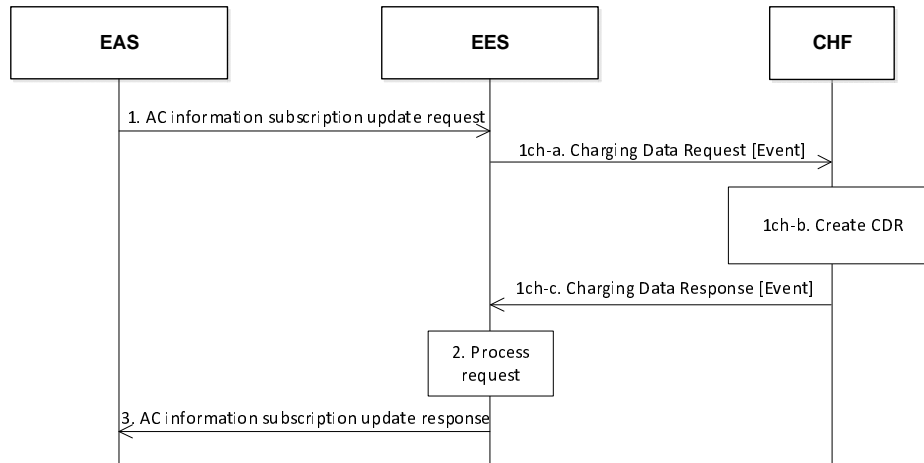 EAS
EES
CHF
1. AC information subscription update request
1ch-a. Charging Data Request [Event]
1ch-b. Create CDR
1ch-c. Charging Data Response [Event]
2. Process
request
3. AC information subscription update response